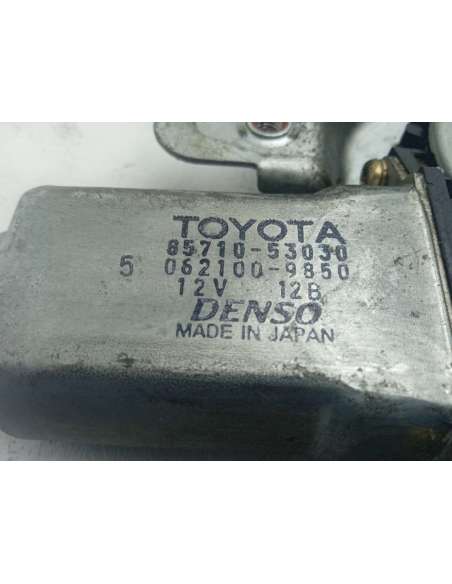 TOYOTA
85710-53030
5 062100-9850
12V 12B
DENSO
MADE IN JAPAN